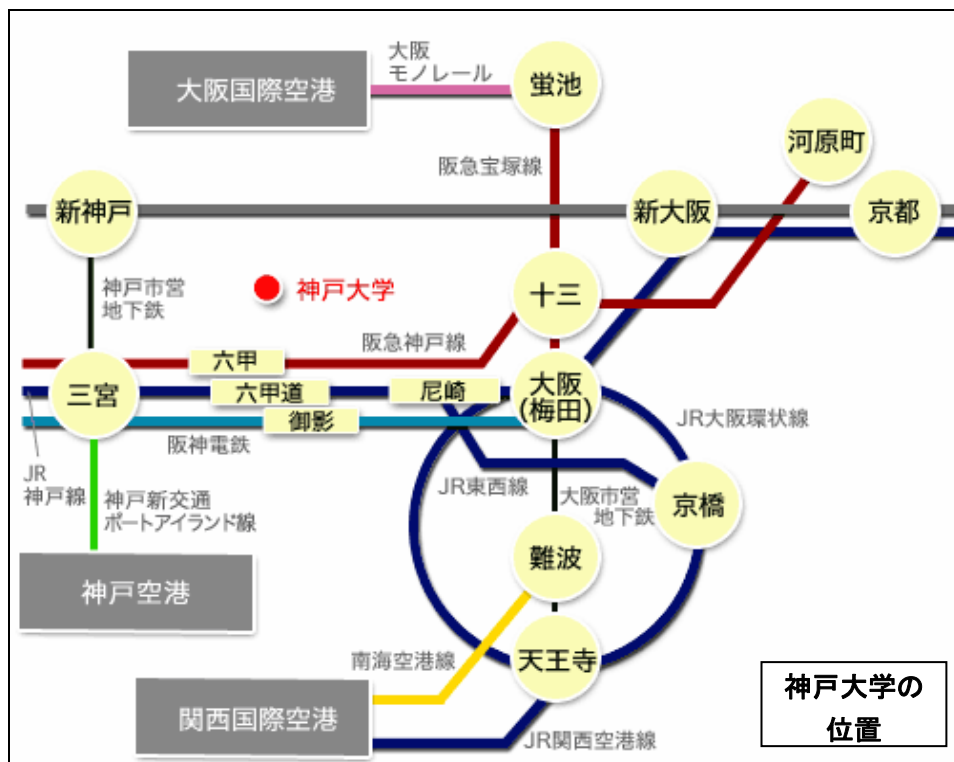 大阪
モノレール
大阪国際空港
蛍池
河原町
阪急宝塚線
新神戸
新大阪
京都
神戸市営
地下鉄
神戸大学
十三
阪急神戸線
六甲
三宮
六甲道
尼崎
大阪
(梅田)
御影
JR大阪環状線
阪神電鉄
JR
神戸線
神戸新交通
ポートアイランド線
JR東西線
大阪市営
地下鉄
京橋
難波
神戸空港
天王寺
南海空港線
関西国際空港
JR関西空港線
神戸大学の
位置